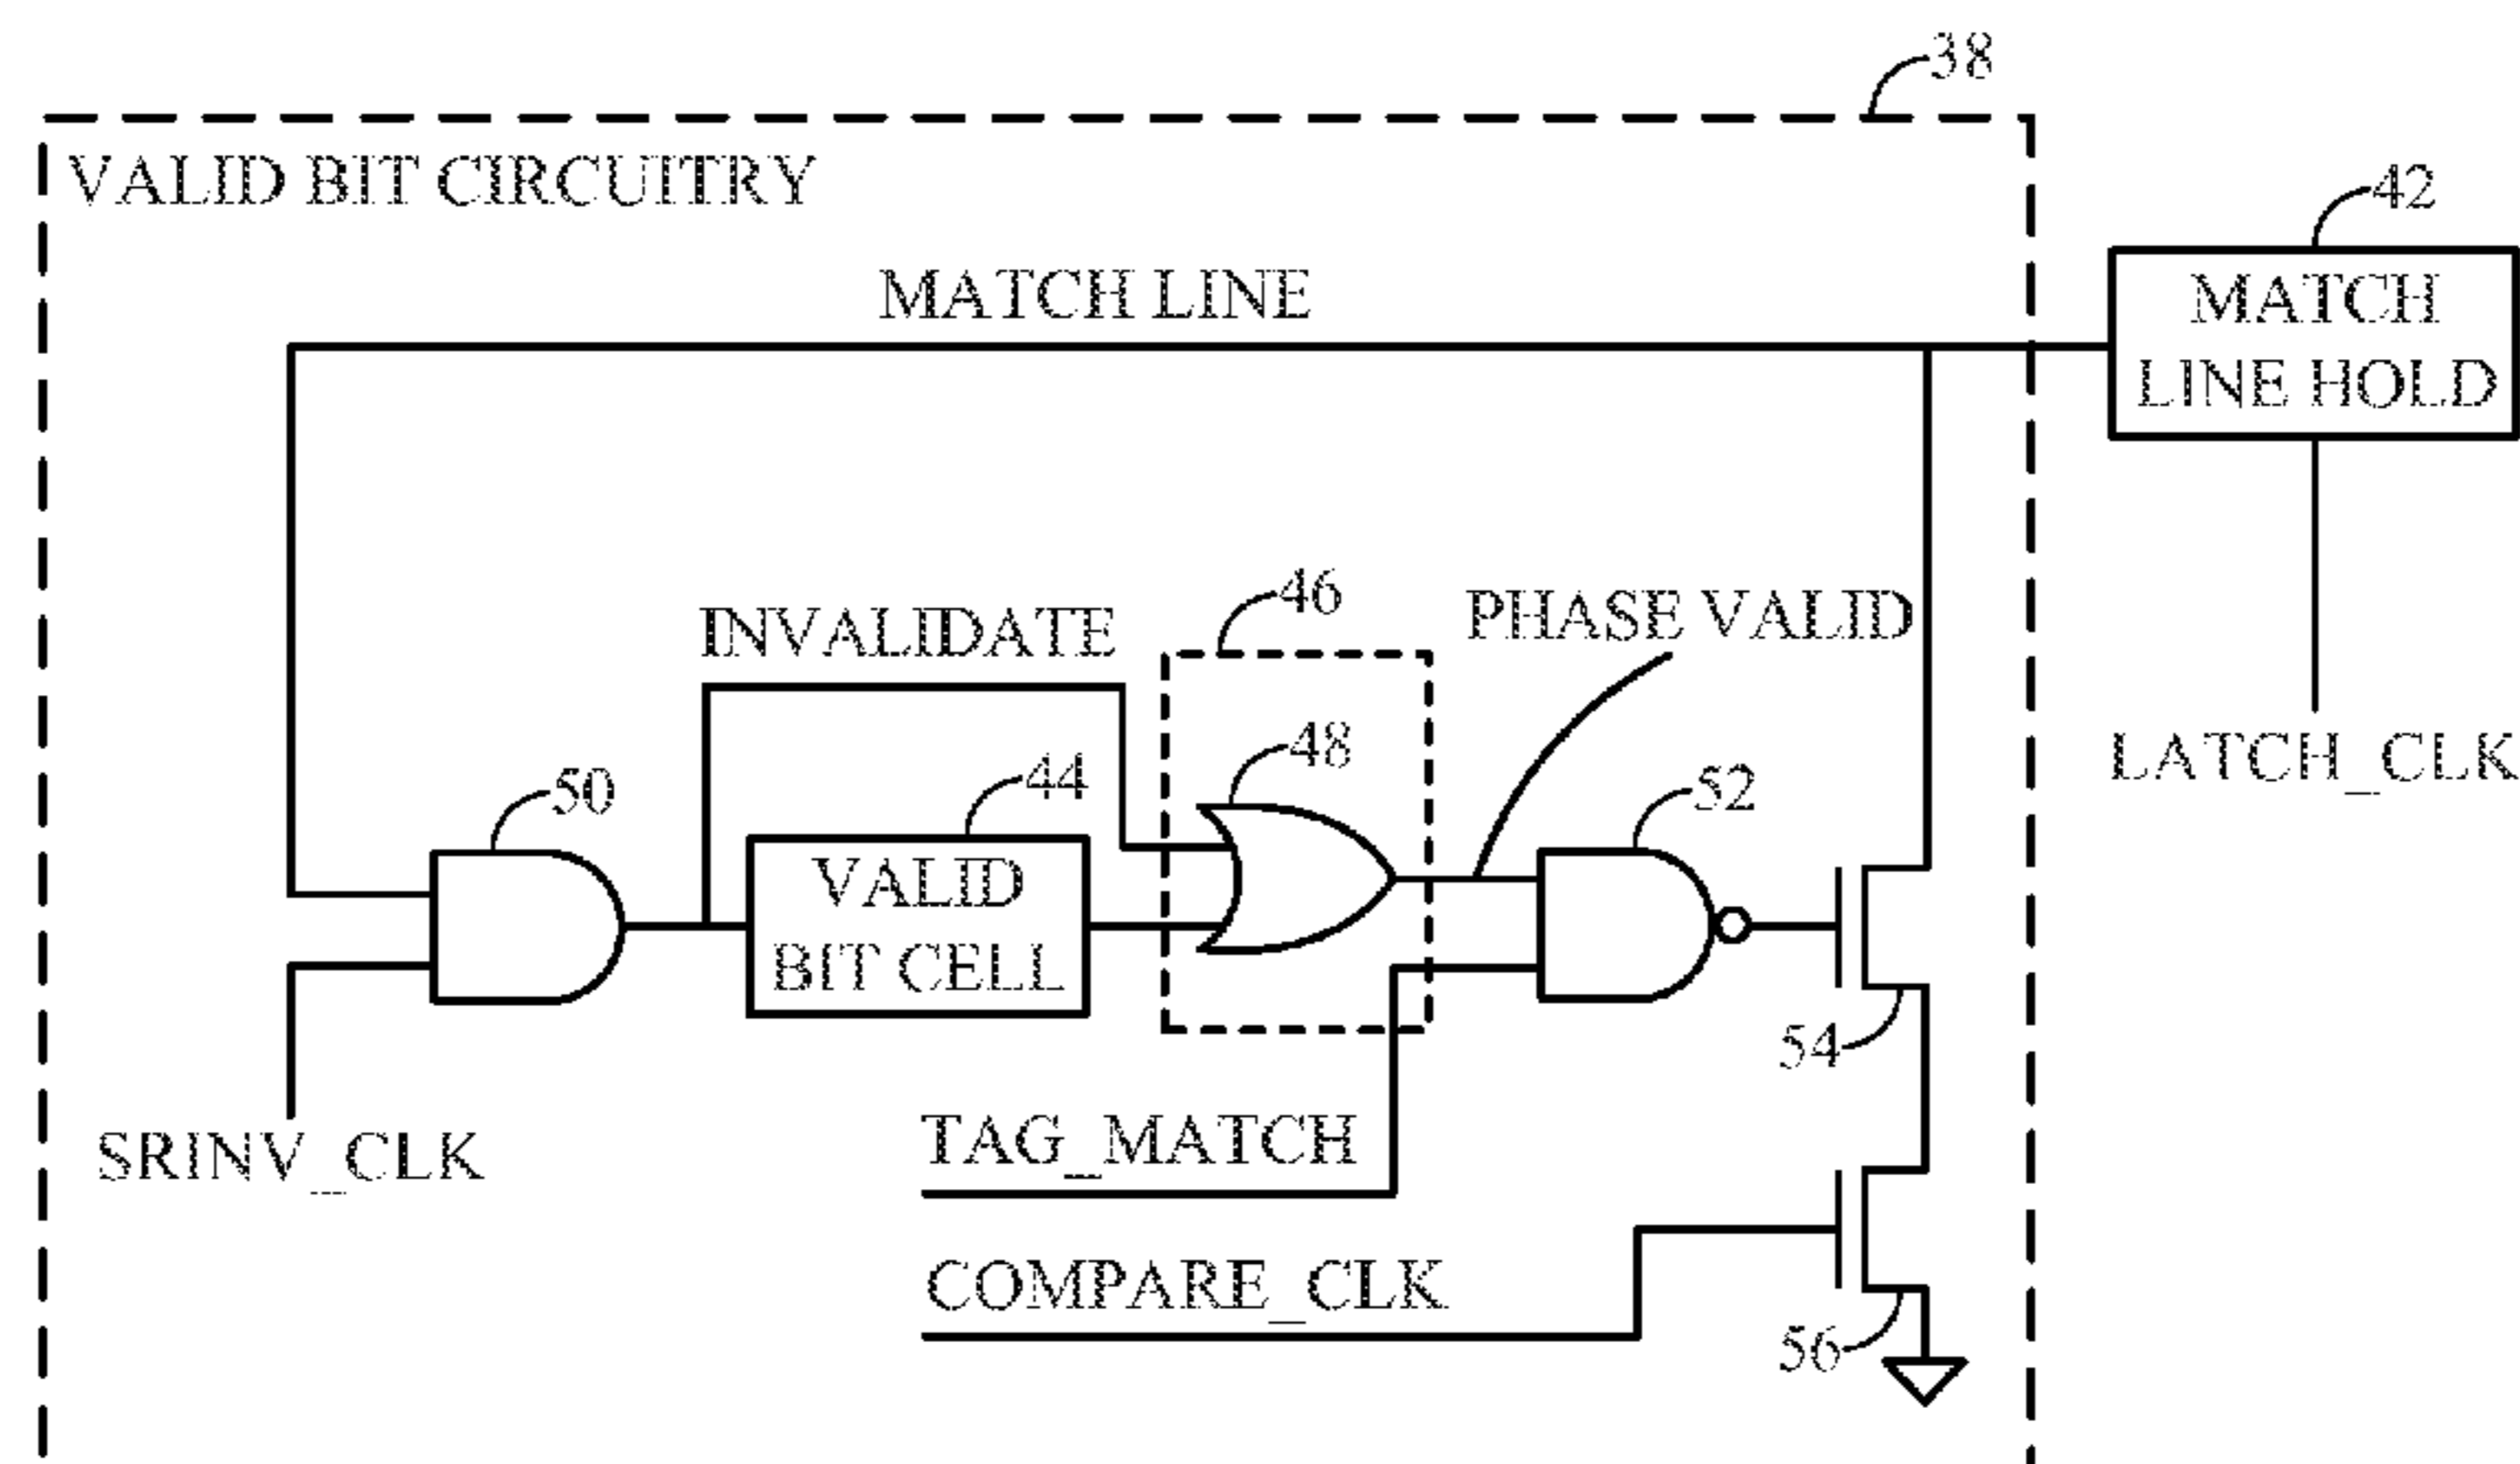 38
VALID BIT CIRCUITRY
42
MATCH LINE
MATCH
LINE HOLD
46
PHASE VALID
INVALIDATE
48
LATCH_CLK
50
44
52
VALID
BIT CELL
54
TAG_MATCH
SRINV_CLK
COMPARE_CLK
56